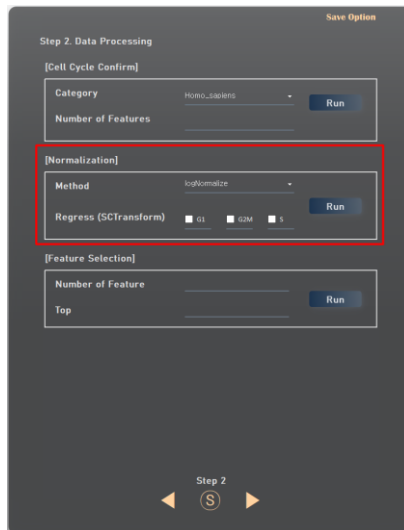 Save Option
Step 2. Data Processing
[Cell Cycle Confirm]
Category Homo_sapiens
Run
Number of Features
[Normalization]
Method logNormalize
Run
Regress (SCTransform) G1 G2M S
[Feature Selection]
Number of Feature
Run
Top
Step 2
S